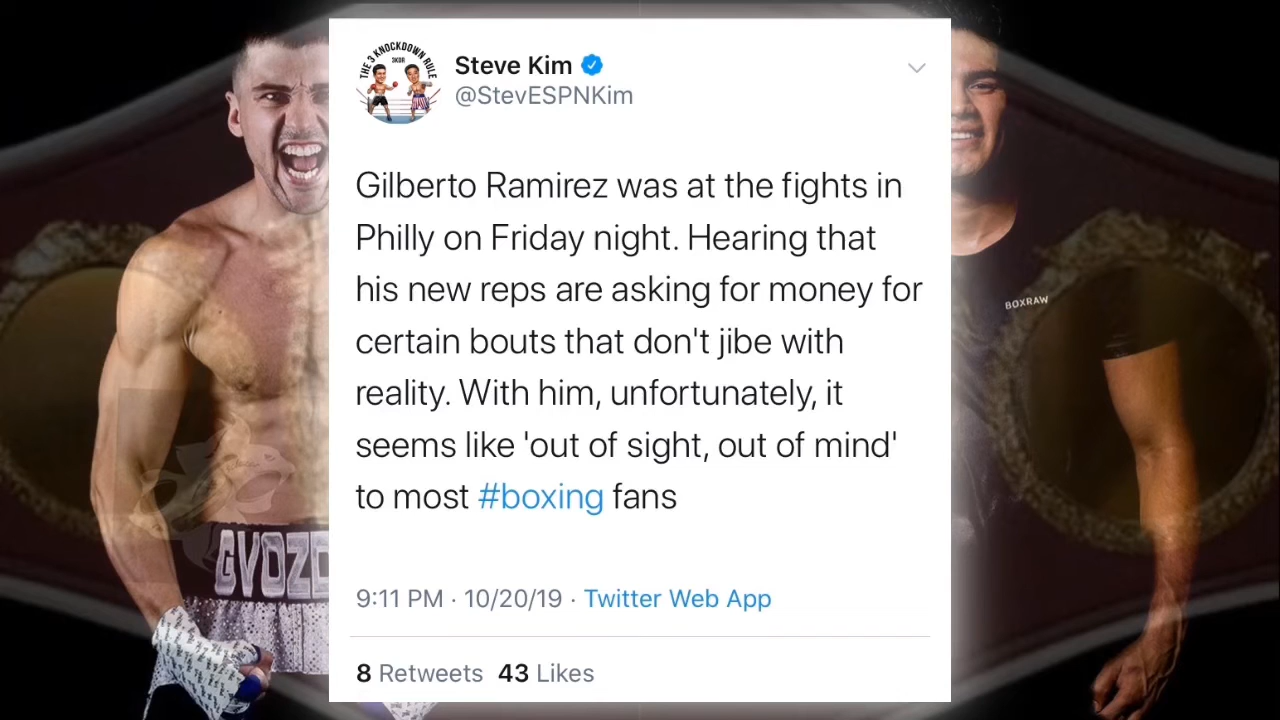 THE 3 KNOCKDOWN RULE
3KDR
Steve Kim
@StevESPNKim
Gilberto Ramirez was at the fights in
Philly on Friday night. Hearing that
his new reps are asking for money for
certain bouts that don't jibe with
reality. With him, unfortunately, it
seems like 'out of sight, out of mind'
to most #boxing fans
9:11 PM · 10/20/19 · Twitter Web App
8 Retweets 43 Likes
GVOZD
BOXRAW